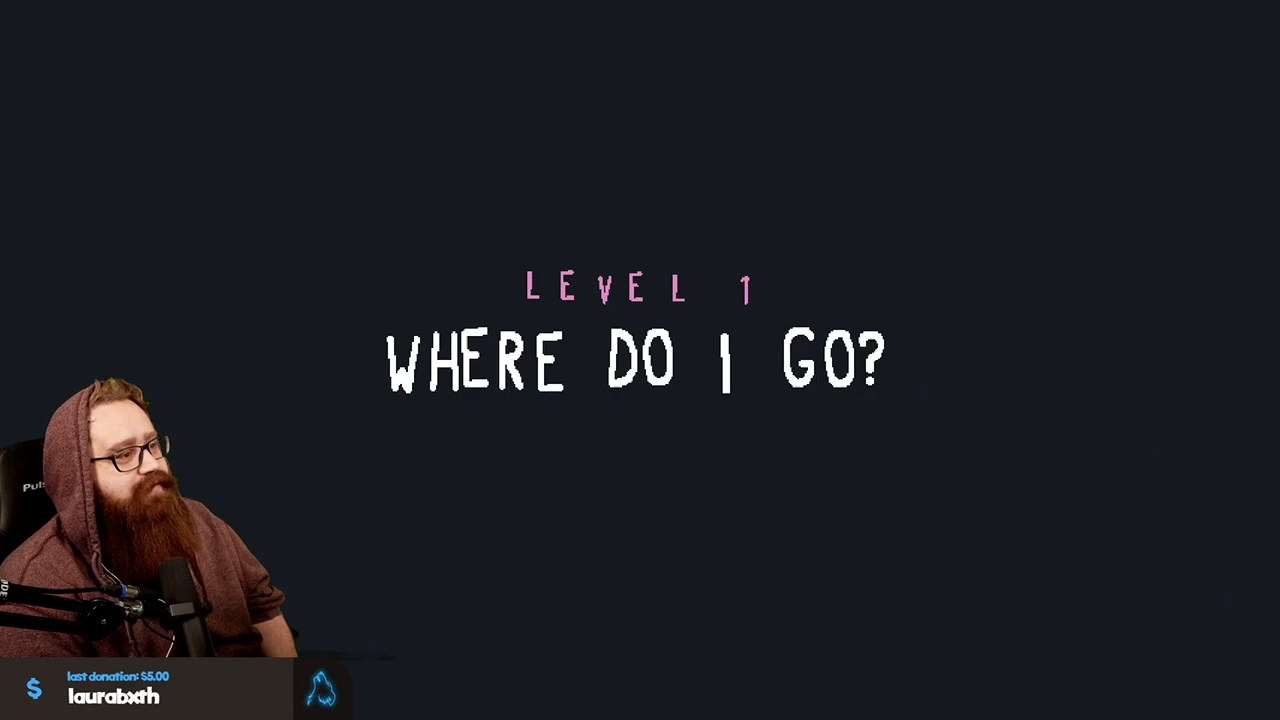 LEVEL 1
WHERE DO I GO?
last donation: $5.00
$
laurabxth